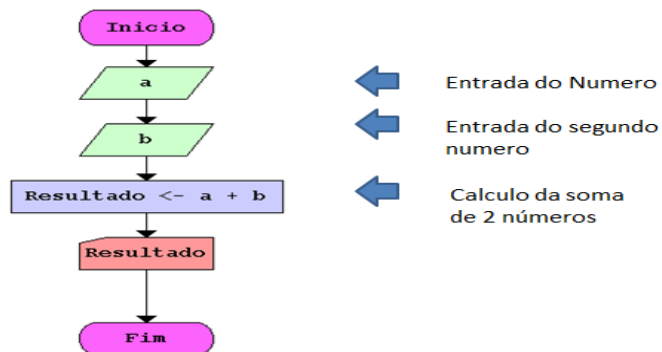 Inicio
a
Entrada do Numero
b
Entrada do segundo
numero
Resultado <- a + b
Calculo da soma
de 2 números
Resultado
Fim